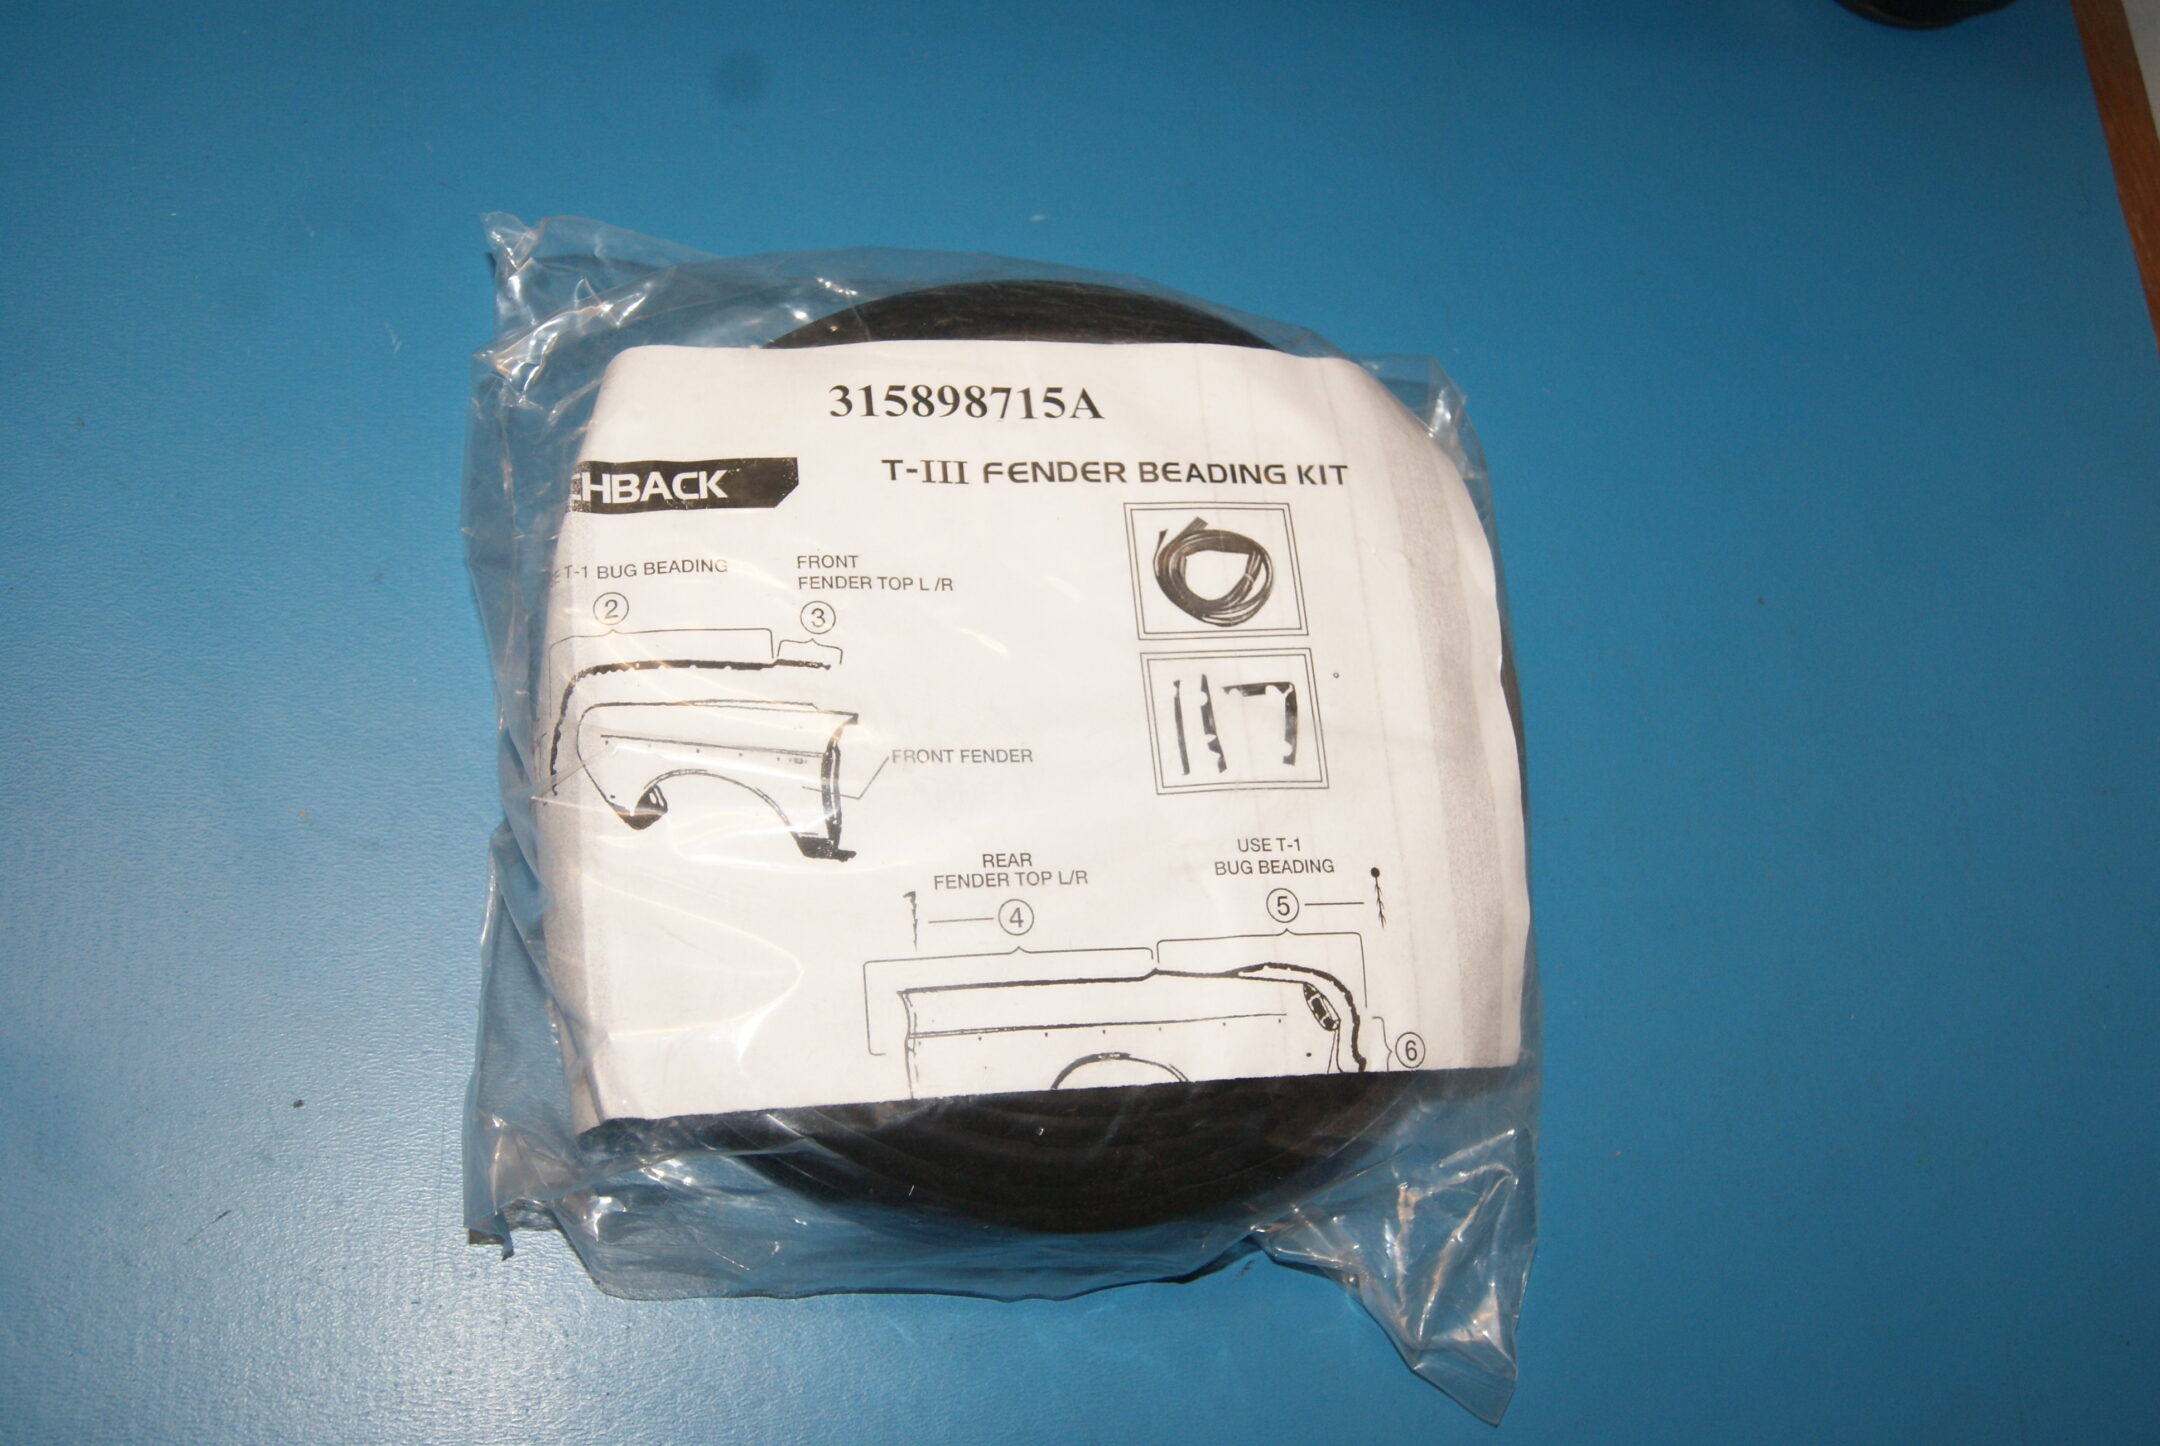 315898715A
CHBACK
T-III FENDER BEADING KIT
T-1 BUG BEADING
FRONT
FENDER TOP L /R
2
3
FRONT FENDER
REAR
FENDER TOP L/R
4
USE T-1
BUG BEADING
5
6